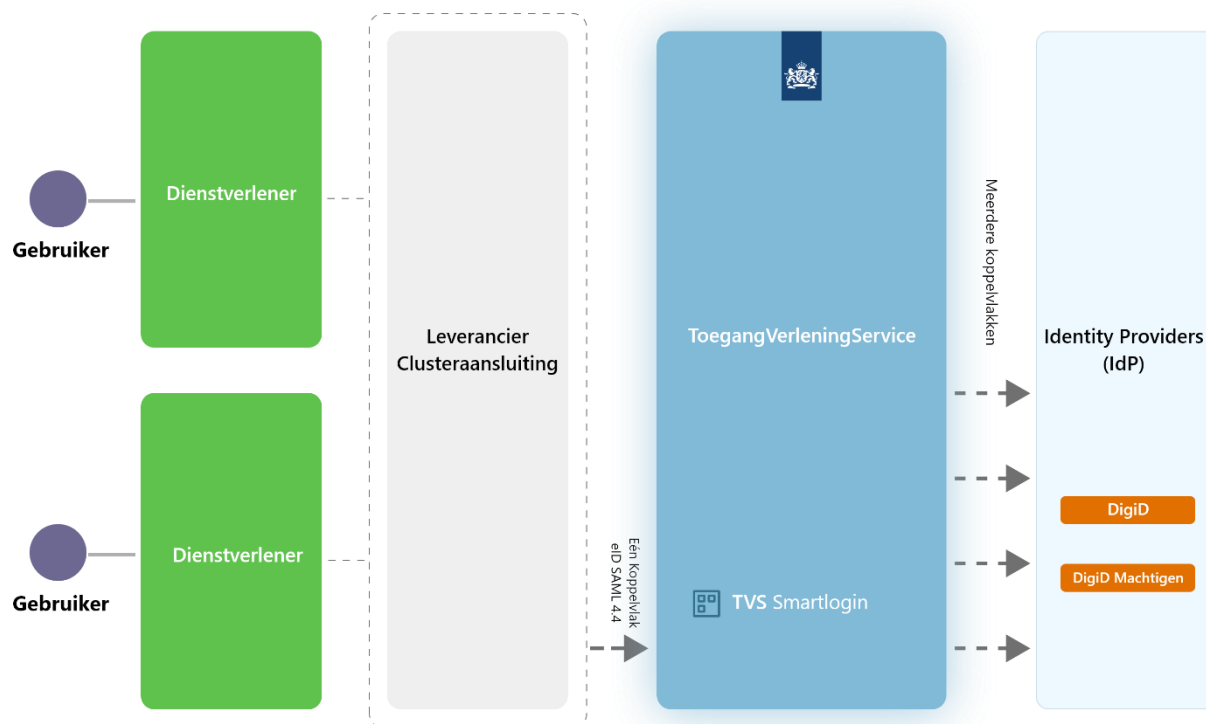 Gebruiker
Dienstverlener
Gebruiker
Dienstverlener
Leverancier
Clusteraansluiting
Eén Koppelvlak
eID SAML 4.4
ToegangVerleningService
TVS Smartlogin
Meerdere koppelvlakken
Identity Providers
(IdP)
DigiD
DigiD Machtigen